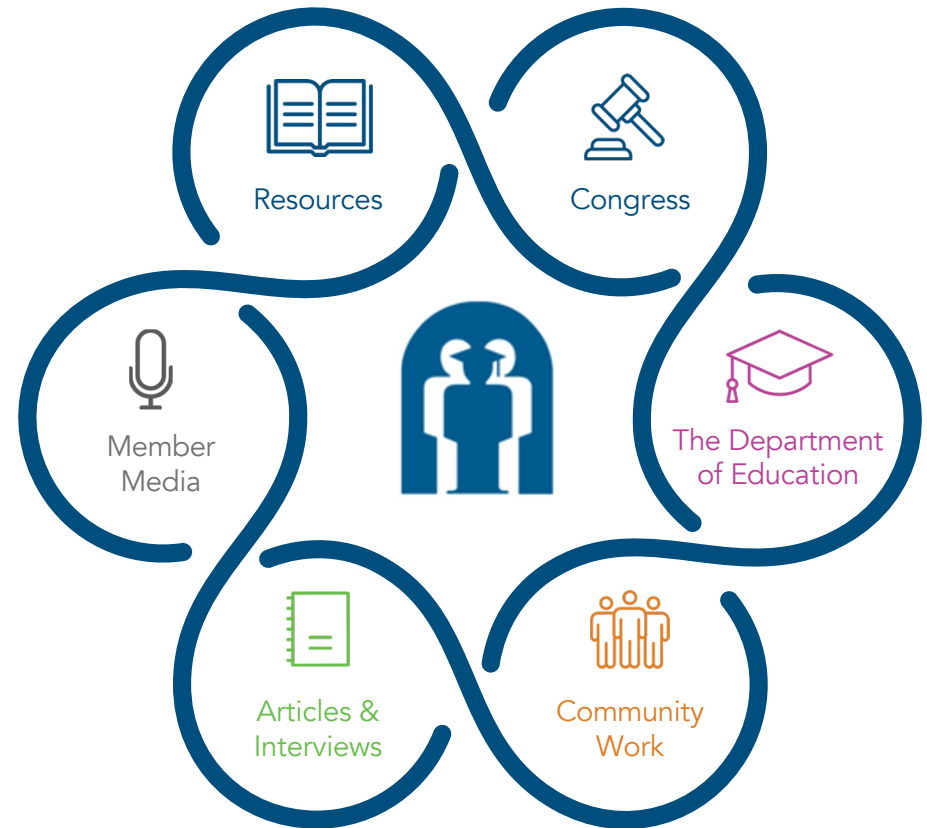 Resources
Congress
Member
Media
The Department
of Education
Articles &
Interviews
Community
Work